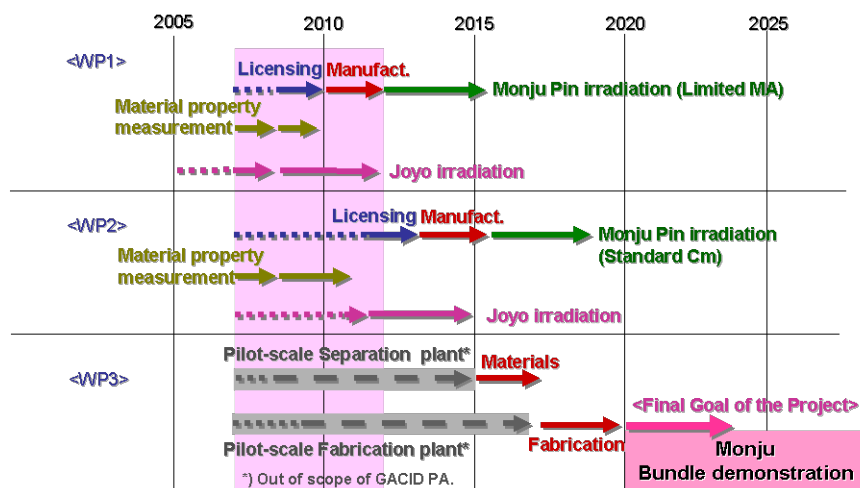 2005 2010 2015 2020 2025
<WP1>
Licensing Manufact.
Monju Pin irradiation (Limited MA)
Material property
measurement
Joyo irradiation
<WP2>
Licensing Manufact.
Monju Pin irradiation
(Standard Cm)
Material property
measurement
Joyo irradiation
<WP3>
Pilot-scale Separation plant*
Materials
<Final Goal of the Project>
Pilot-scale Fabrication plant*
Fabrication
Monju
Bundle demonstration
*) Out of scope of GACID PA.